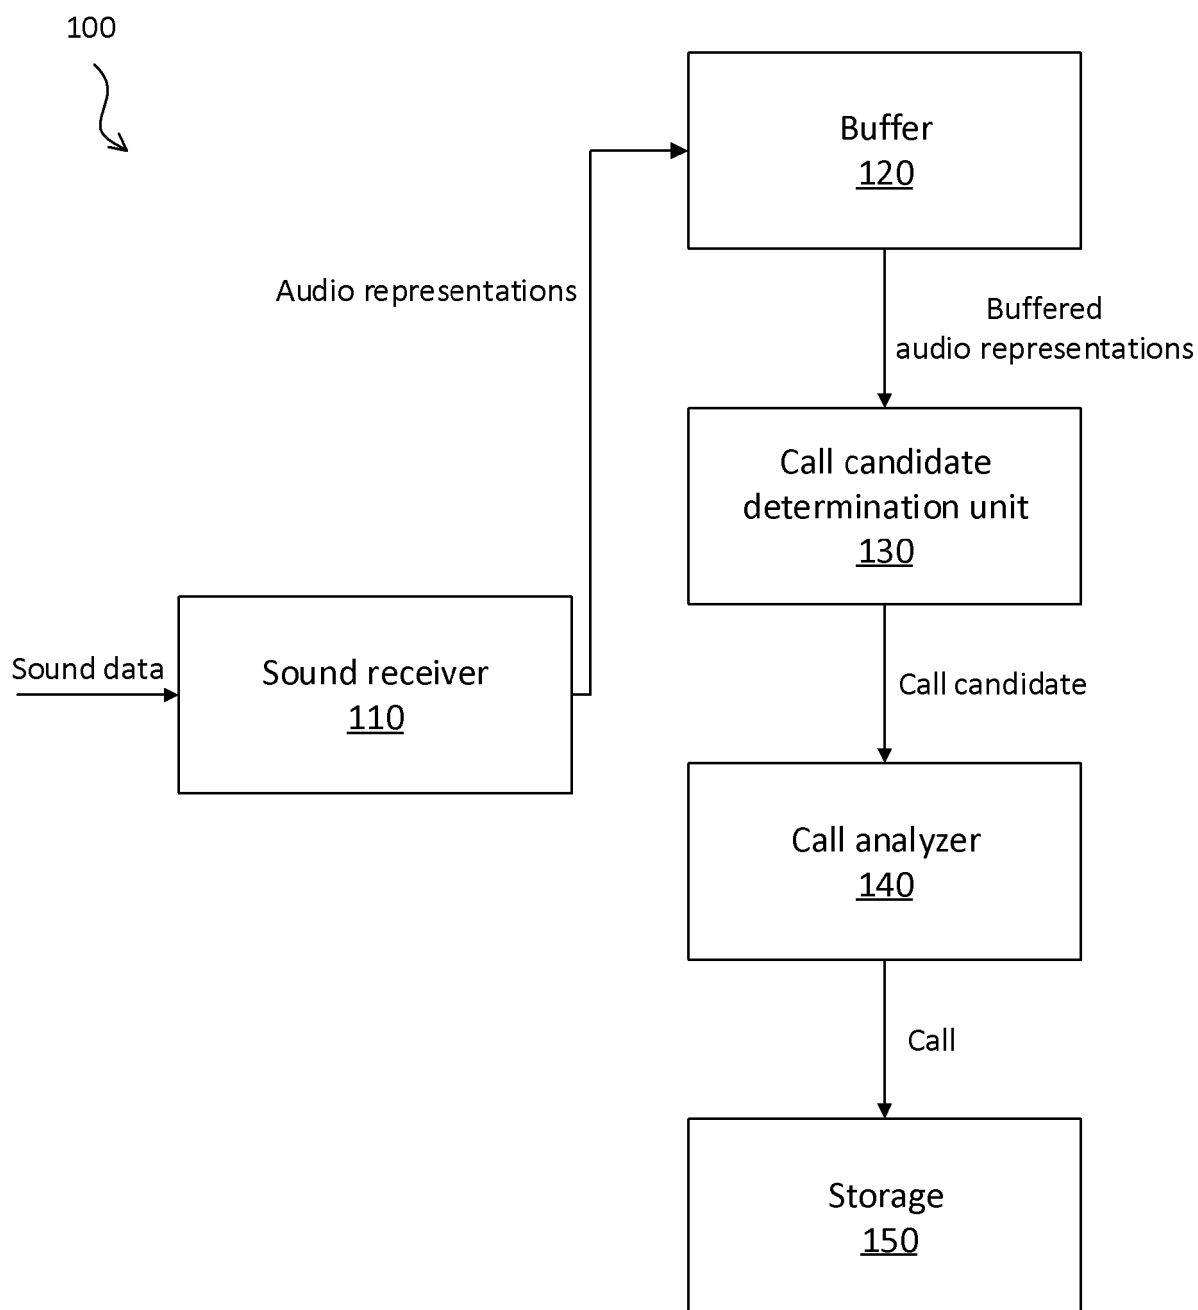 100
Buffer
120
Audio representations
Buffered
audio representations
Call candidate
determination unit
130
Sound data
Sound receiver
110
Call candidate
Call analyzer
140
Call
Storage
150